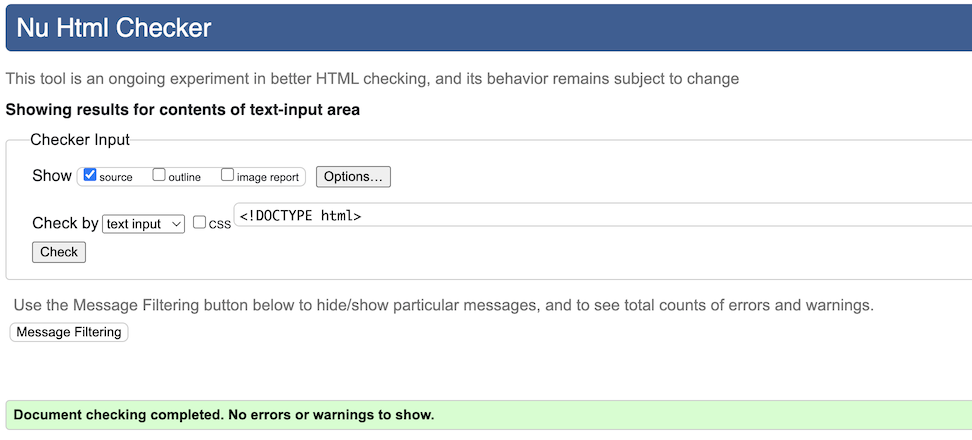 Nu Html Checker
This tool is an ongoing experiment in better HTML checking, and its behavior remains subject to change
Showing results for contents of text-input area
Checker Input
Show source outline image report Options...
Check by text input css <!DOCTYPE html>
Check
Use the Message Filtering button below to hide/show particular messages, and to see total counts of errors and warnings.
Message Filtering
Document checking completed. No errors or warnings to show.